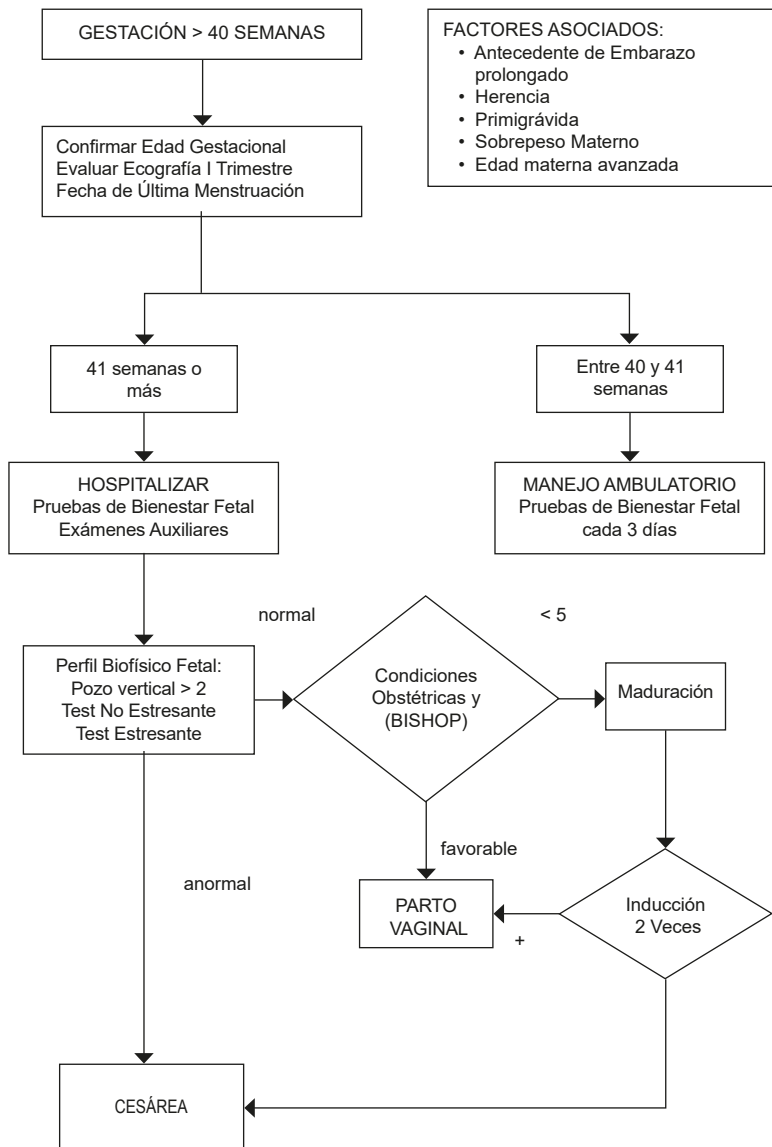 GESTACIÓN > 40 SEMANAS
FACTORES ASOCIADOS:
• Antecedente de Embarazo
prolongado
• Herencia
• Primigrávida
• Sobrepeso Materno
• Edad materna avanzada
Confirmar Edad Gestacional
Evaluar Ecografía I Trimestre
Fecha de Última Menstruación
41 semanas o
más
Entre 40 y 41
semanas
HOSPITALIZAR
Pruebas de Bienestar Fetal
Exámenes Auxiliares
MANEJO AMBULATORIO
Pruebas de Bienestar Fetal
cada 3 días
normal
< 5
Perfil Biofísico Fetal:
Pozo vertical > 2
Test No Estresante
Test Estresante
Condiciones
Obstétricas y
(BISHOP)
Maduración
favorable
anormal
PARTO
VAGINAL
+
Inducción
2 Veces
CESÁREA